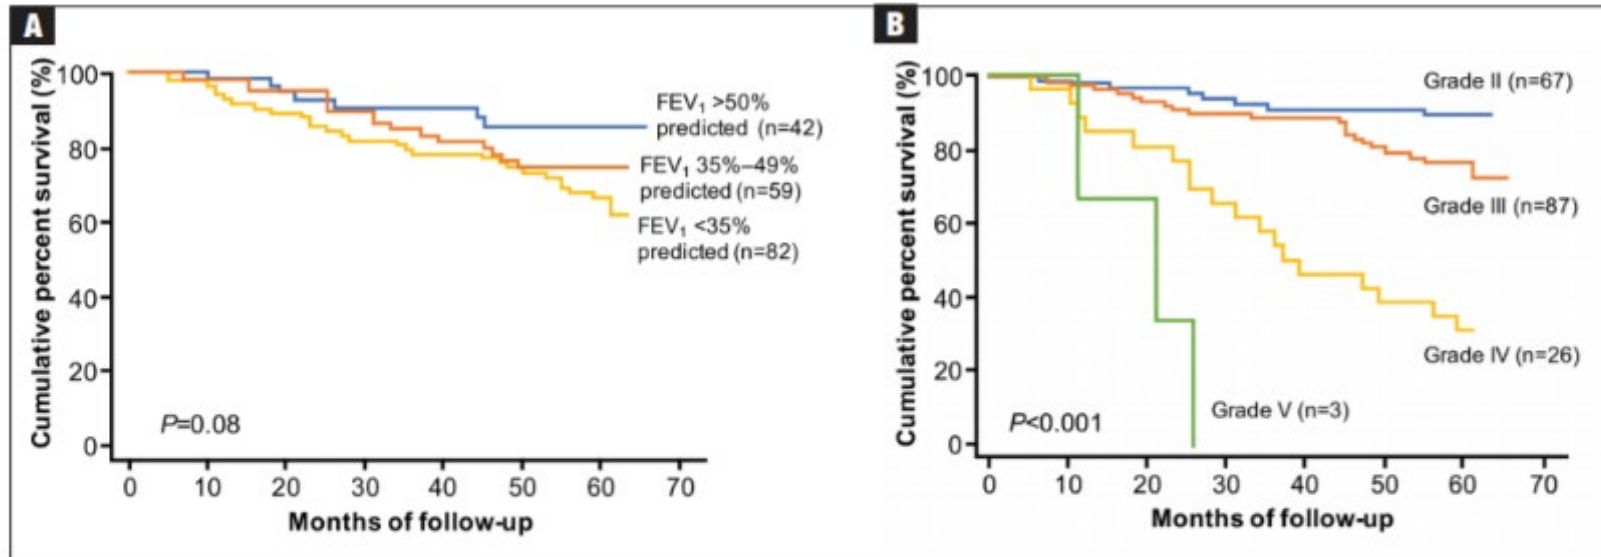 A
Cumulative percent survival (%)
100
80
60
40
20
0
FEV₁ >50%
predicted (n=42)
FEV₁ 35%–49%
predicted (n=59)
FEV₁ <35%
predicted (n=82)
P=0.08
0 10 20 30 40 50 60 70
Months of follow-up
B
Cumulative percent survival (%)
100
80
60
40
20
0
Grade II (n=67)
Grade III (n=87)
Grade IV (n=26)
Grade V (n=3)
P<0.001
0 10 20 30 40 50 60 70
Months of follow-up